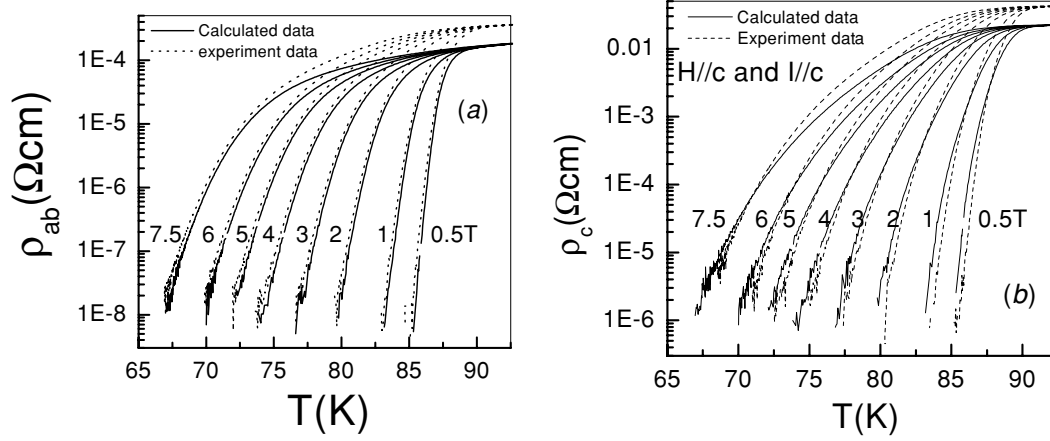 Calculated data
experiment data
(a)
1E-4
1E-5
1E-6
1E-7
1E-8
ρab(Ωcm)
7.5 6 5 4 3 2 1 0.5T
65 70 75 80 85 90
T(K)
Calculated data
Experiment data
H//c and I//c
0.01
1E-3
1E-4
1E-5
1E-6
ρc(Ωcm)
7.5 6 5 4 3 2 1 0.5T
(b)
65 70 75 80 85 90
T(K)